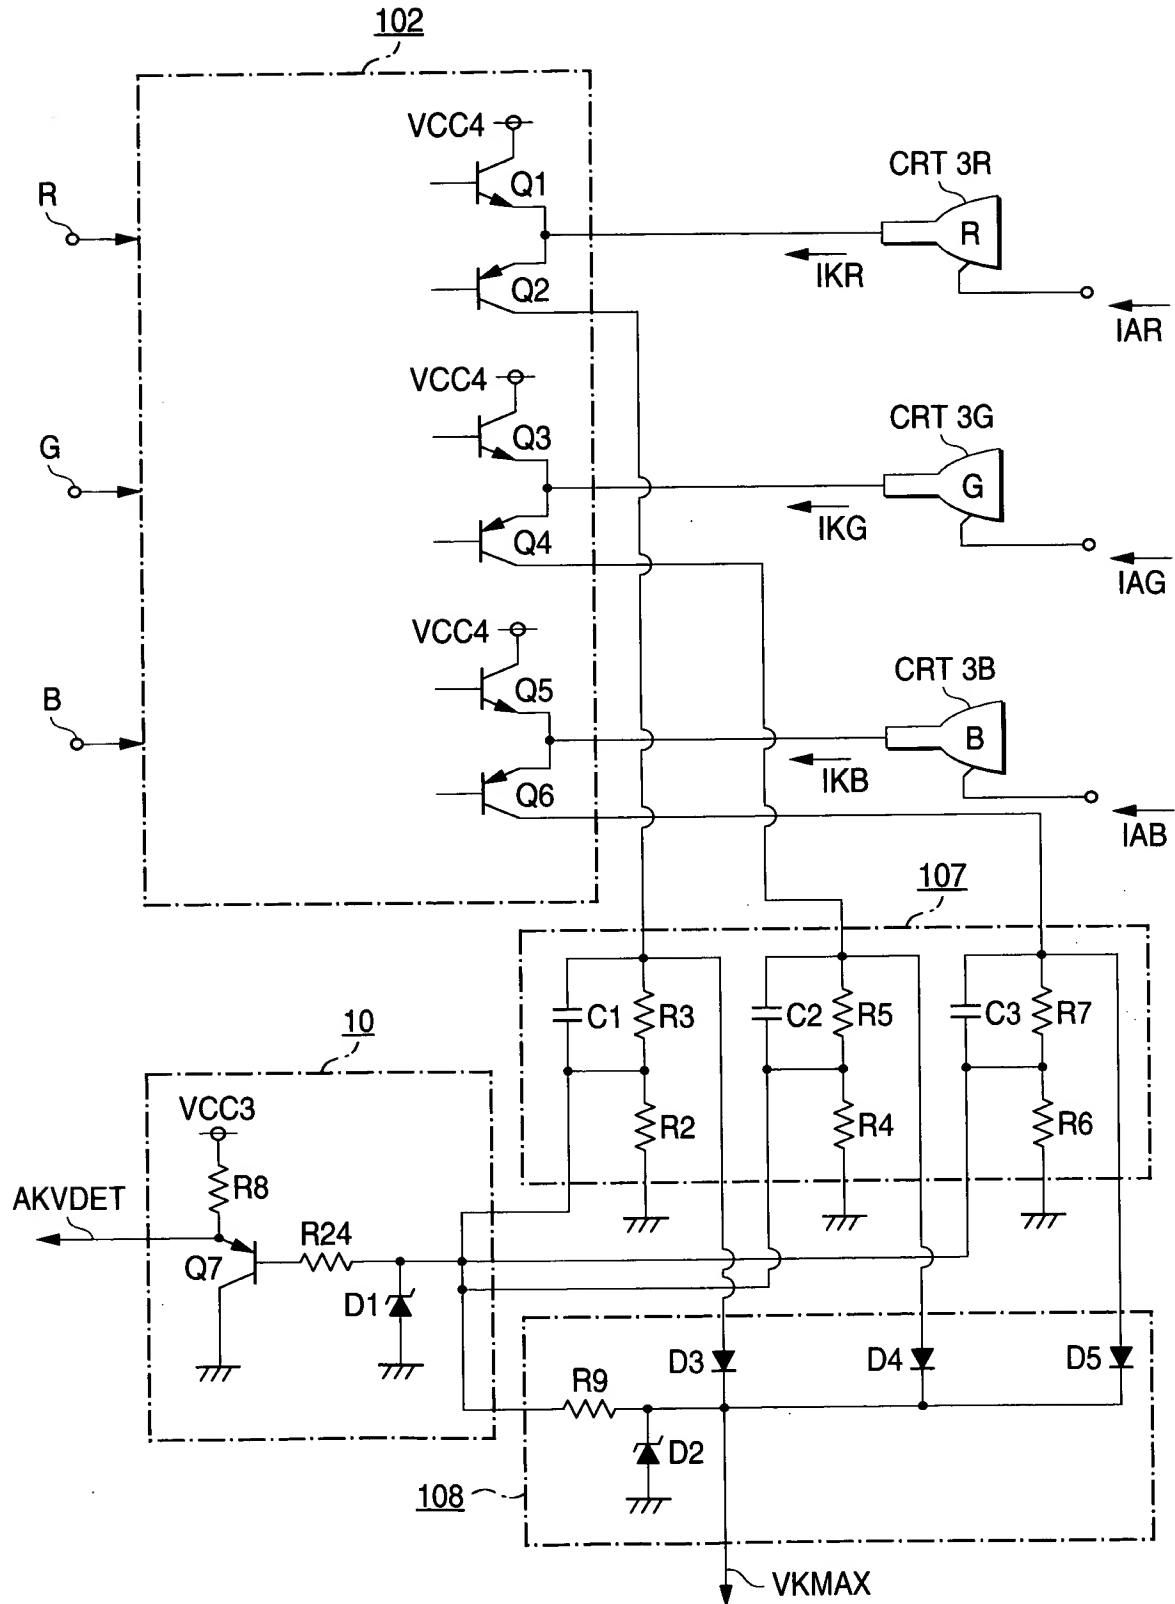 102
VCC4
Q1
Q2
R
CRT 3R
R
IKR
IAR
VCC4
Q3
Q4
G
CRT 3G
G
IKG
IAG
VCC4
Q5
Q6
B
CRT 3B
B
IKB
IAB
107
C1
R3
R2
C2
R5
R4
C3
R7
R6
10
VCC3
R8
AKVDET
R24
Q7
D1
D3
D4
D5
R9
D2
108
VKMAX